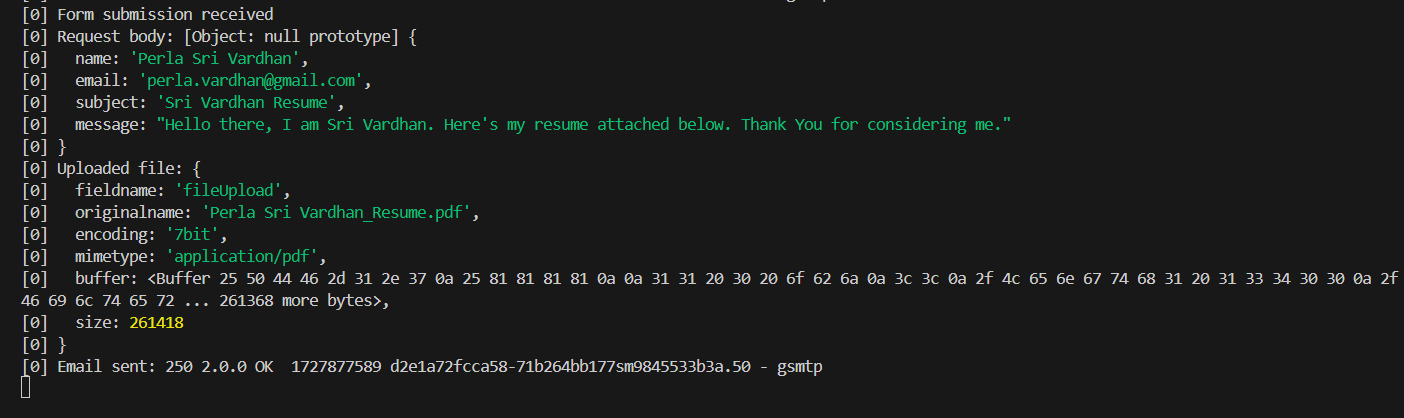 [0] Form submission received
[0] Request body: [Object: null prototype] {
[0]   name: 'Perla Sri Vardhan',
[0]   email: 'perla.vardhan@gmail.com',
[0]   subject: 'Sri Vardhan Resume',
[0]   message: "Hello there, I am Sri Vardhan. Here's my resume attached below. Thank You for considering me."
[0] }
[0] Uploaded file: {
[0]   fieldname: 'fileUpload',
[0]   originalname: 'Perla Sri Vardhan_Resume.pdf',
[0]   encoding: '7bit',
[0]   mimetype: 'application/pdf',
[0]   buffer: <Buffer 25 50 44 46 2d 31 2e 37 0a 25 81 81 81 81 0a 0a 31 31 20 30 20 6f 62 6a 0a 3c 3c 0a 2f 4c 65 6e 67 74 68 31 20 31 33 34 30 30 0a 2f
46 69 6c 74 65 72 ... 261368 more bytes>,
[0]   size: 261418
[0] }
[0] Email sent: 250 2.0.0 OK  1727877589 d2e1a72fcca58-71b264bb177sm9845533b3a.50 - gsmtp